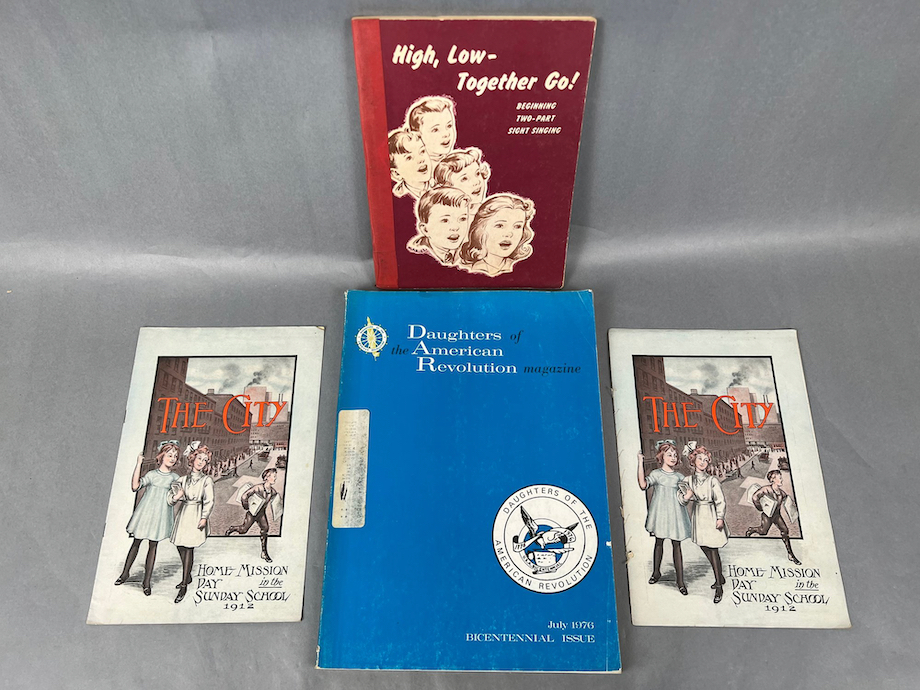 High, Low-
Together Go!
BEGINNING
TWO-PART
SIGHT SINGING
Daughters of
the American
Revolution magazine
DAUGHTERS OF THE
AMERICAN REVOLUTION
July 1976
BICENTENNIAL ISSUE
THE CITY
HOME-MISSION
DAY in the
SUNDAY SCHOOL
1912
THE CITY
HOME-MISSION
DAY in the
SUNDAY SCHOOL
1912